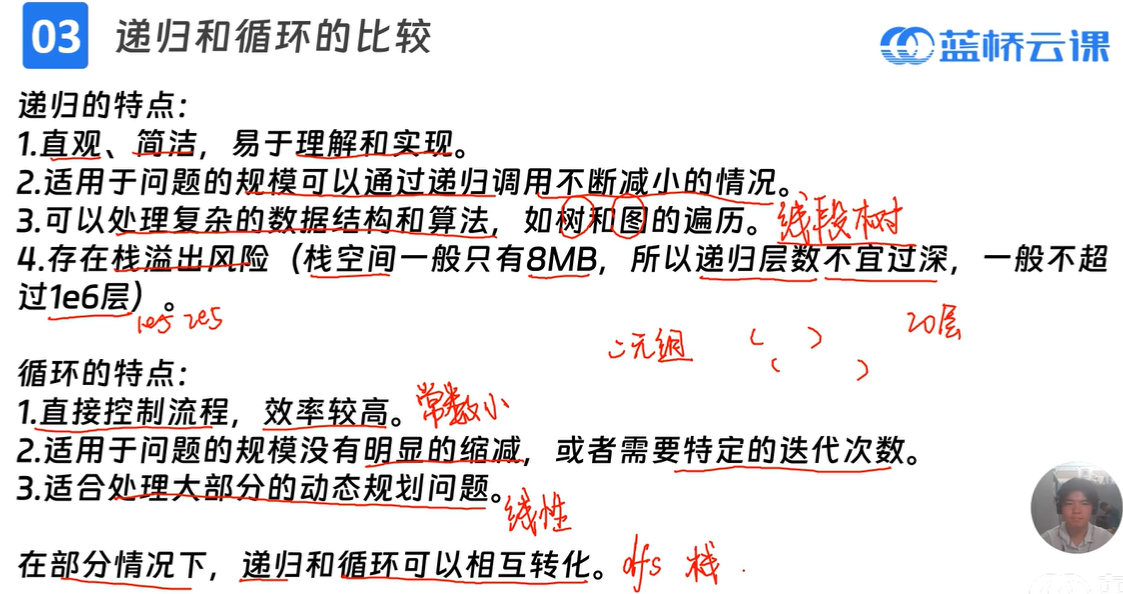 03 递归和循环的比较
蓝桥云课
递归的特点：
1.直观、简洁，易于理解和实现。
2.适用于问题的规模可以通过递归调用不断减小的情况。
3.可以处理复杂的数据结构和算法，如树和图的遍历。 线段树
4.存在栈溢出风险（栈空间一般只有8MB，所以递归层数不宜过深，一般不超
过1e6层）。
1e5 2e5
二元组 （ ） 20层
（ ）
循环的特点：
1.直接控制流程，效率较高。 常数小
2.适用于问题的规模没有明显的缩减，或者需要特定的迭代次数。
3.适合处理大部分的动态规划问题。
线性
在部分情况下，递归和循环可以相互转化。 dfs 栈